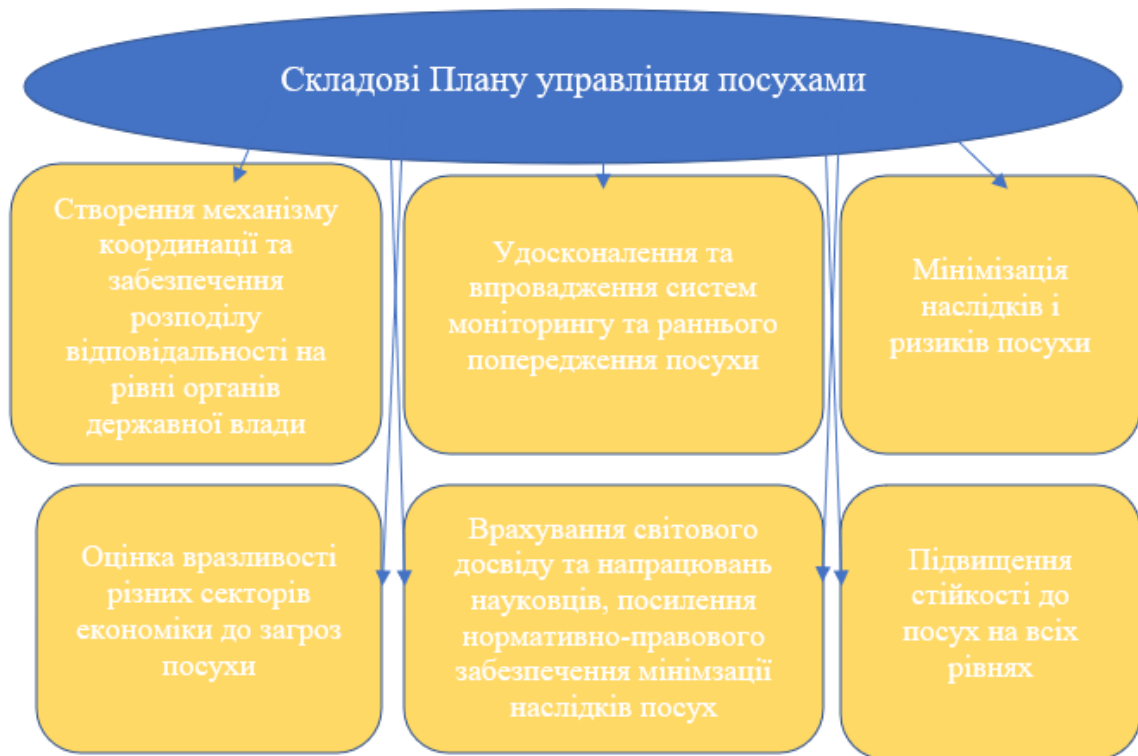 Складові Плану управління посухами
Створення механізму
координації та
забезпечення
розподілу
відповідальності на
рівні органів
державної влади
Удосконалення та
впровадження систем
моніторингу та раннього
попередження посухи
Мінімізація
наслідків і
ризиків посухи
Оцінка вразливості
різних секторів
економіки до загроз
посухи
Врахування світового
досвіду та напрацювань
науковців, посилення
нормативно-правового
забезпечення мінімзації
наслідків посух
Підвищення
стійкості до
посух на всіх
рівнях